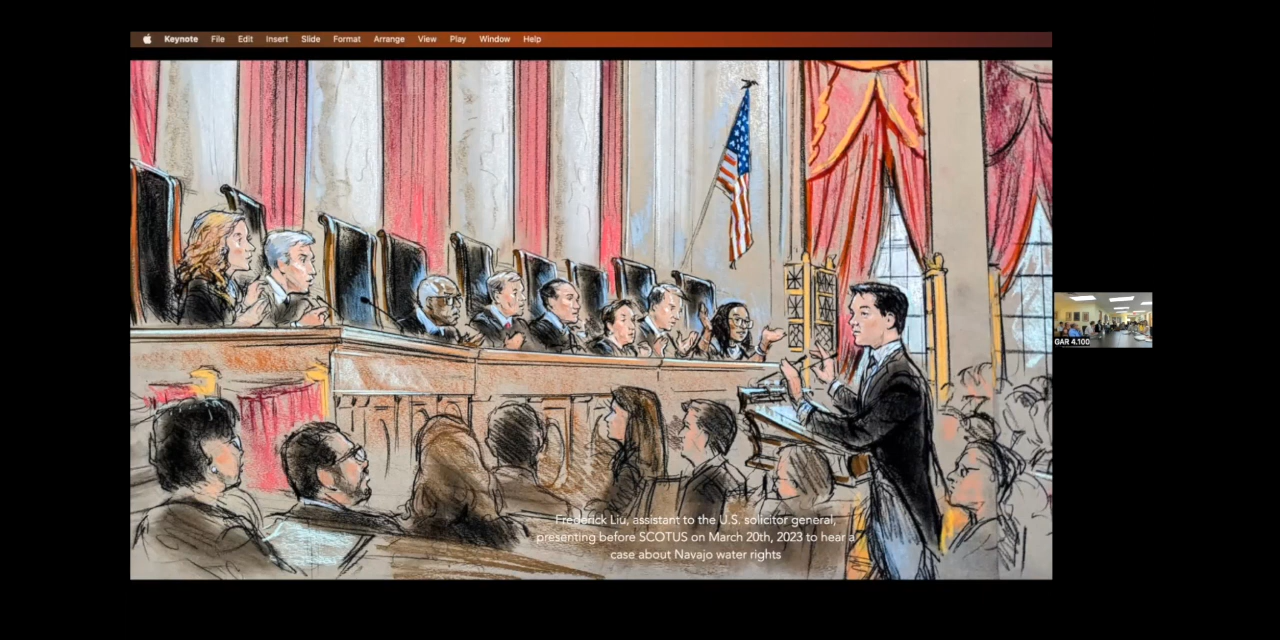 Keynote File Edit Insert Slide Format Arrange View Play Window Help
GAR 4.100
Frederick Liu, assistant to the U.S. solicitor general,
presenting before SCOTUS on March 20th, 2023 to hear a
case about Navajo water rights